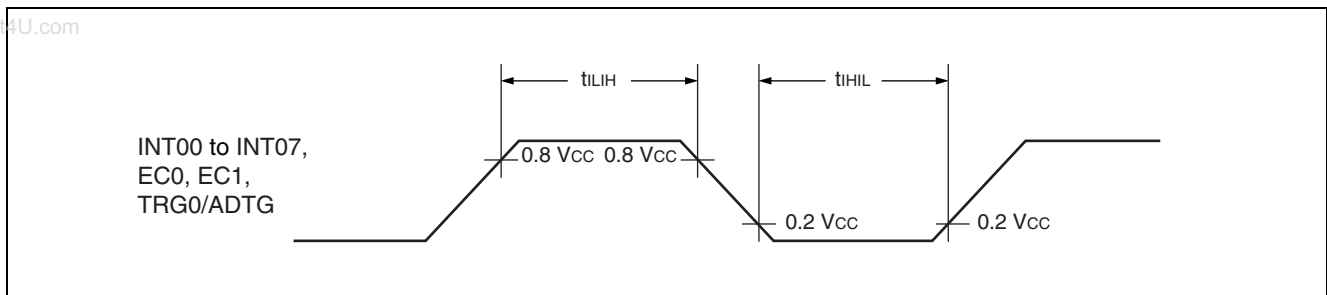 t4U.com
tILIH
tIHIL
INT00 to INT07,
EC0, EC1,
TRG0/ADTG
0.8 VCC 0.8 VCC
0.2 VCC
0.2 VCC